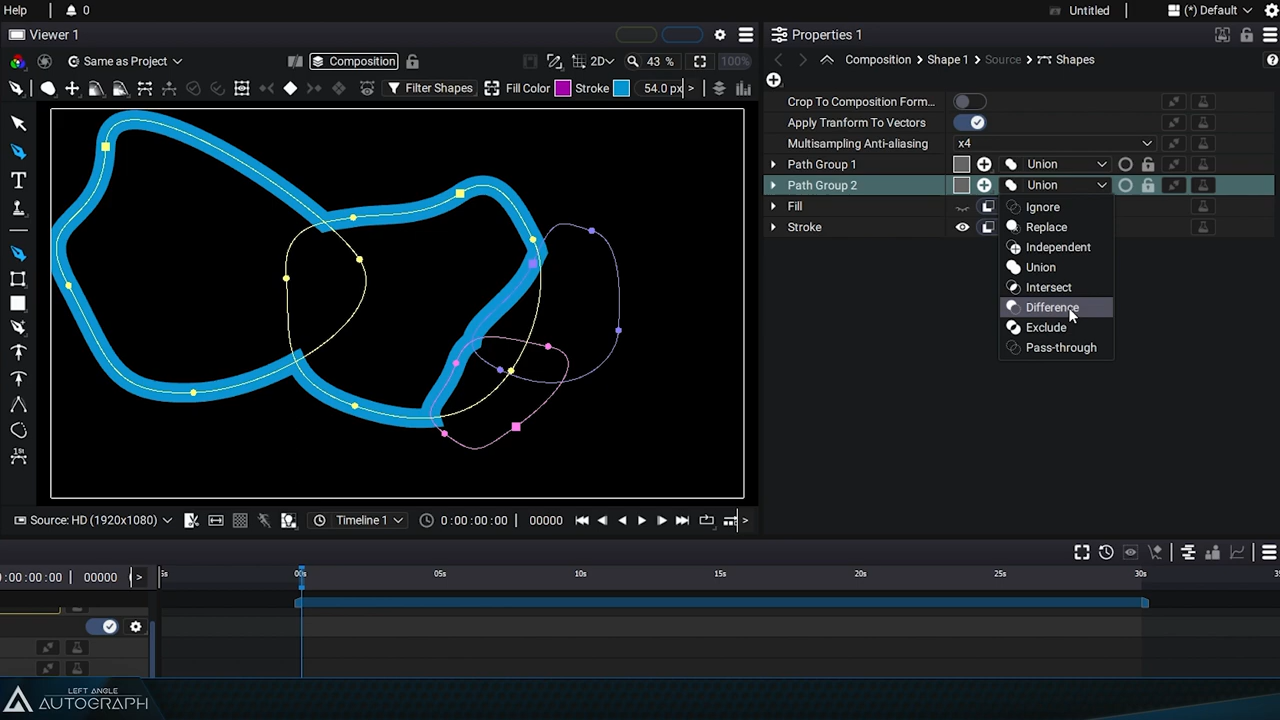 Help 0 Untitled (*) Default
Viewer 1 Properties 1
Same as Project Composition 2D 43 % 100%
Composition Shape 1 Source Shapes
Filter Shapes Fill Color Stroke 54.0 px >
Crop To Composition Form...
Apply Tranform To Vectors
Multisampling Anti-aliasing x4
Path Group 1 Union
Path Group 2 Union
Fill
Stroke
Ignore
Replace
Independent
Union
Intersect
Difference
Exclude
Pass-through
T
1St
Source: HD (1920x1080) Timeline 1 0:00:00:00 00000 >
:00:00:00 00000 >
5s 00s 05s 10s 15s 20s 25s 30s 35
LEFT ANGLE
AUTOGRAPH